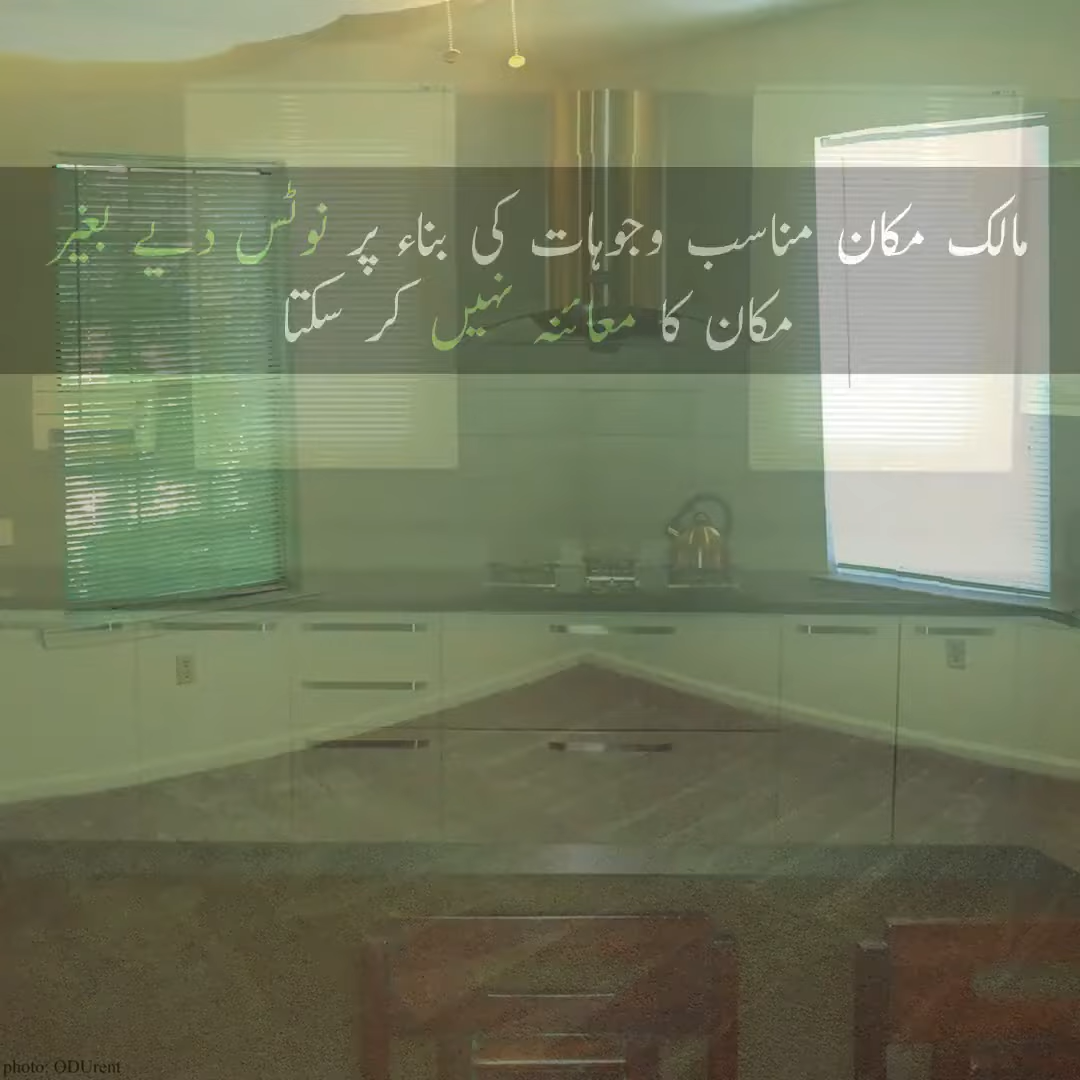 مالک مکان مناسب وجوہات کی بناء پر نوٹس دیے بغیر
مکان کا معائنہ نہیں کر سکتا
photo: ODUrent